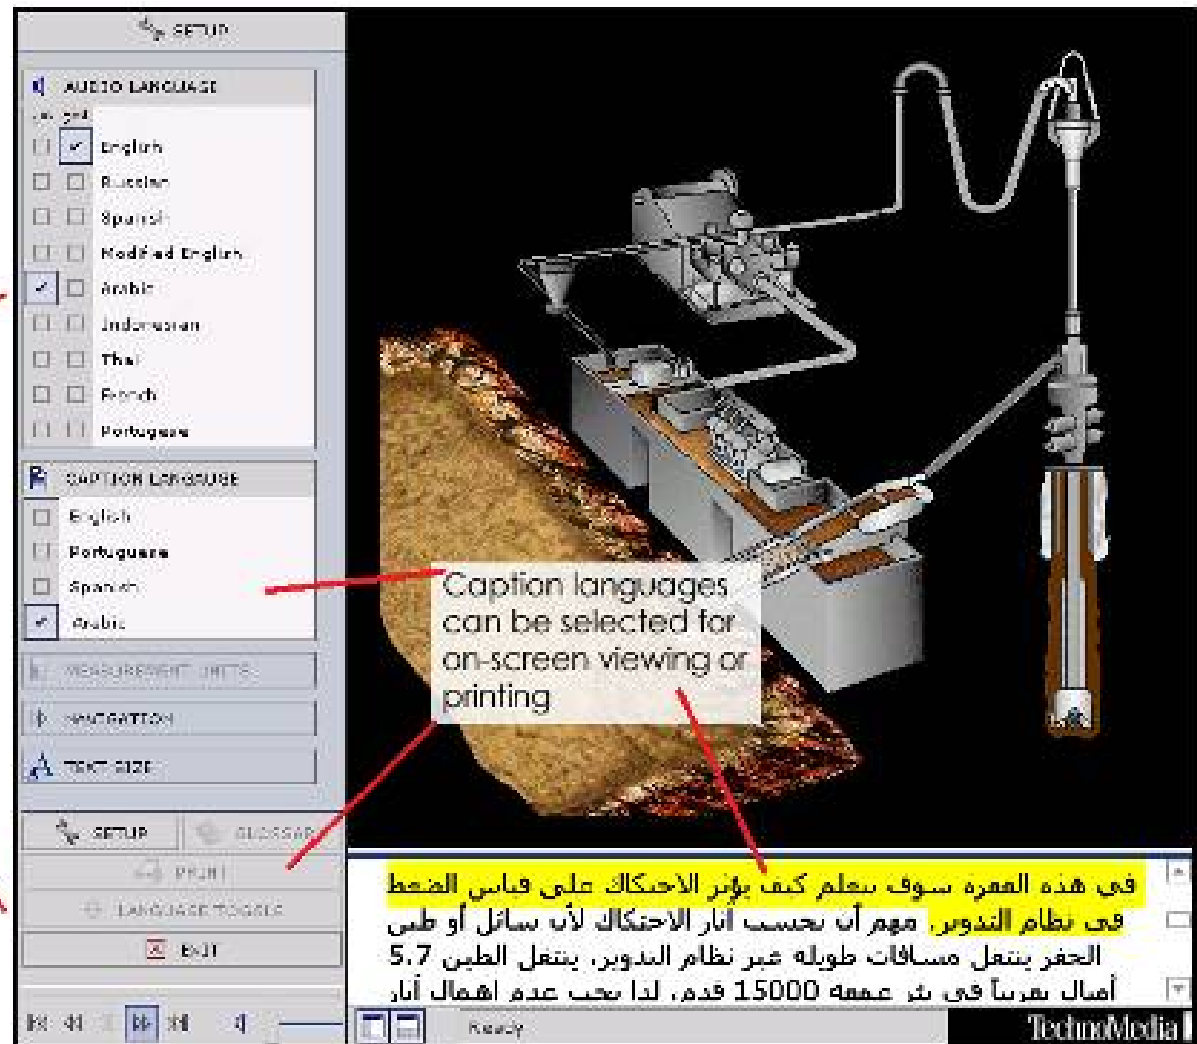 SETUP
AUDIO LANGUAGE
English
Russian
Spanish
Modified English
Arabic
Indonesian
Thai
French
Portugese
CAPTION LANGAUGE
English
Portuguese
Spanish
Arabic
MEASUREMENT UNITS
NAVIGATION
TEXT SIZE
SETUP
GLOSSAR
PRINT
LANGUAGE TOGGLE
EXIT
Caption languages
can be selected for
on-screen viewing or
printing
في هذه الفقرة سوف نتعلم كيف يؤثر الاحتكاك على قياس الضغط
في نظام التدوير. مهم أن نحسب آثار الاحتكاك لأن سائل أو طين
الحفر ينتقل مسافات طويلة عبر نظام التدوير. ينتقل الطين 5.7
أميال تقريباً في بئر عمقه 15000 قدم. لذا يجب عدم اهمال آثار
Ready
TechnoMedia